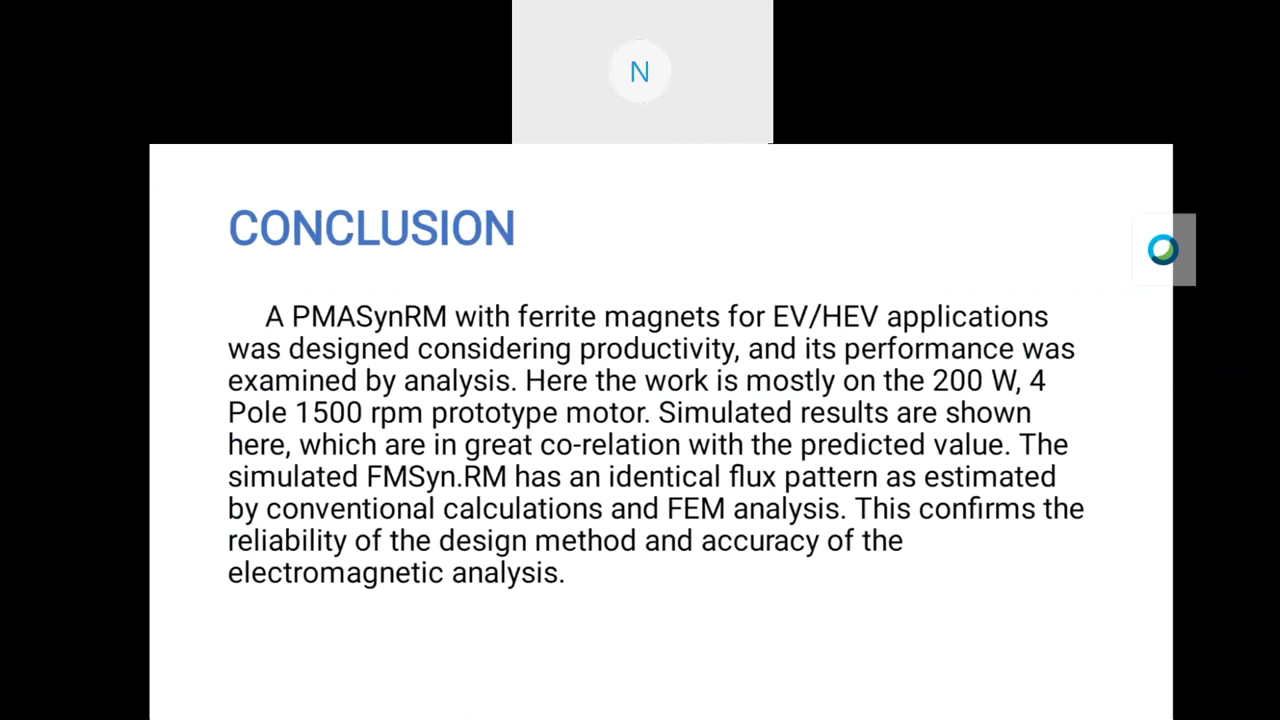 N
CONCLUSION
A PMASynRM with ferrite magnets for EV/HEV applications
was designed considering productivity, and its performance was
examined by analysis. Here the work is mostly on the 200 W, 4
Pole 1500 rpm prototype motor. Simulated results are shown
here, which are in great co-relation with the predicted value. The
simulated FMSyn.RM has an identical flux pattern as estimated
by conventional calculations and FEM analysis. This confirms the
reliability of the design method and accuracy of the
electromagnetic analysis.